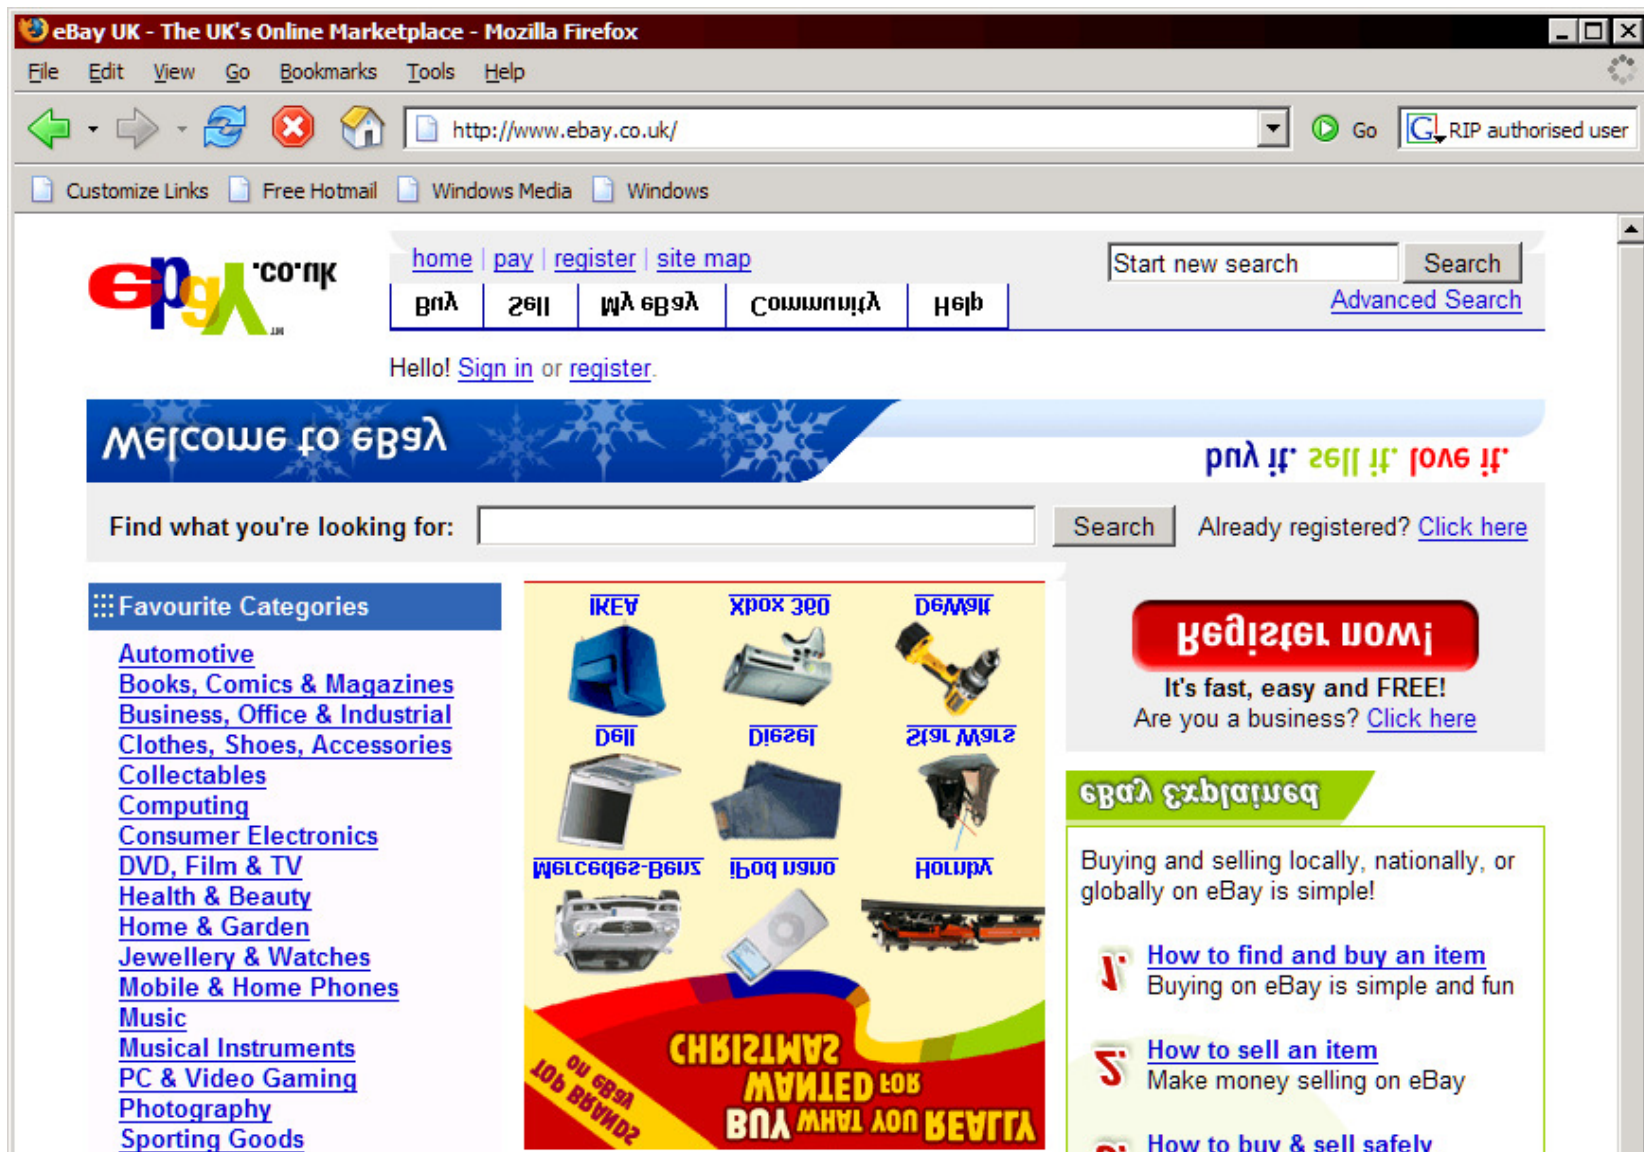 eBay UK - The UK's Online Marketplace - Mozilla Firefox
File Edit View Go Bookmarks Tools Help
http://www.ebay.co.uk/ Go RIP authorised user
Customize Links Free Hotmail Windows Media Windows
ebay.co.uk TM
home | pay | register | site map
Start new search Search
Buy Sell My eBay Community Help
Advanced Search
Hello! Sign in or register.
Welcome to eBay
buy it. sell it. love it.
Find what you're looking for: Search Already registered? Click here
Favourite Categories
Automotive
Books, Comics & Magazines
Business, Office & Industrial
Clothes, Shoes, Accessories
Collectables
Computing
Consumer Electronics
DVD, Film & TV
Health & Beauty
Home & Garden
Jewellery & Watches
Mobile & Home Phones
Music
Musical Instruments
PC & Video Gaming
Photography
Sporting Goods
IKEA Xbox 360 DeWalt
Dell Diesel Star Wars
Mercedes-Benz iPod nano Hornby
BUY WHAT YOU REALLY
WANTED FOR
CHRISTMAS
TOP BRANDS
on eBay
Register now!
It's fast, easy and FREE!
Are you a business? Click here
eBay Explained
Buying and selling locally, nationally, or
globally on eBay is simple!
1. How to find and buy an item
Buying on eBay is simple and fun
2. How to sell an item
Make money selling on eBay
How to buy & sell safely